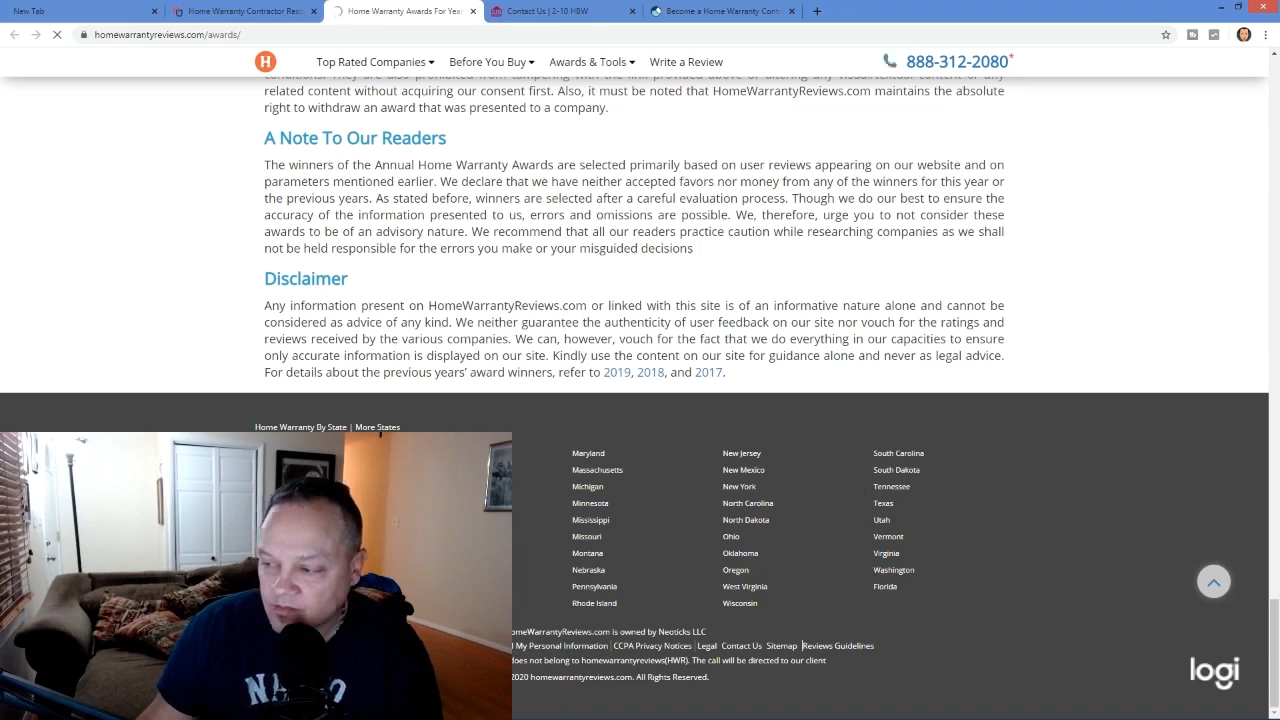 New Tab
Home Warranty Contractor Reso
Home Warranty Awards For Year
Contact Us | 2-10 HBW
Become a Home Warranty Cont
homewarrantyreviews.com/awards/
H
Top Rated Companies
Before You Buy
Awards & Tools
Write a Review
888-312-2080*
related content without acquiring our consent first. Also, it must be noted that HomeWarrantyReviews.com maintains the absolute
right to withdraw an award that was presented to a company.
A Note To Our Readers
The winners of the Annual Home Warranty Awards are selected primarily based on user reviews appearing on our website and on
parameters mentioned earlier. We declare that we have neither accepted favors nor money from any of the winners for this year or
the previous years. As stated before, winners are selected after a careful evaluation process. Though we do our best to ensure the
accuracy of the information presented to us, errors and omissions are possible. We, therefore, urge you to not consider these
awards to be of an advisory nature. We recommend that all our readers practice caution while researching companies as we shall
not be held responsible for the errors you make or your misguided decisions
Disclaimer
Any information present on HomeWarrantyReviews.com or linked with this site is of an informative nature alone and cannot be
considered as advice of any kind. We neither guarantee the authenticity of user feedback on our site nor vouch for the ratings and
reviews received by the various companies. We can, however, vouch for the fact that we do everything in our capacities to ensure
only accurate information is displayed on our site. Kindly use the content on our site for guidance alone and never as legal advice.
For details about the previous years' award winners, refer to 2019, 2018, and 2017.
Home Warranty By State | More States
Maryland New Jersey South Carolina
Massachusetts New Mexico South Dakota
Michigan New York Tennessee
Minnesota North Carolina Texas
Mississippi North Dakota Utah
Missouri Ohio Vermont
Montana Oklahoma Virginia
Nebraska Oregon Washington
Pennsylvania West Virginia Florida
Rhode Island Wisconsin
omeWarrantyReviews.com is owned by Neoticks LLC
l My Personal Information | CCPA Privacy Notices | Legal Contact Us Sitemap Reviews Guidelines
does not belong to homewarrantyreviews(HWR). The call will be directed to our client
2020 homewarrantyreviews.com. All Rights Reserved.
logi